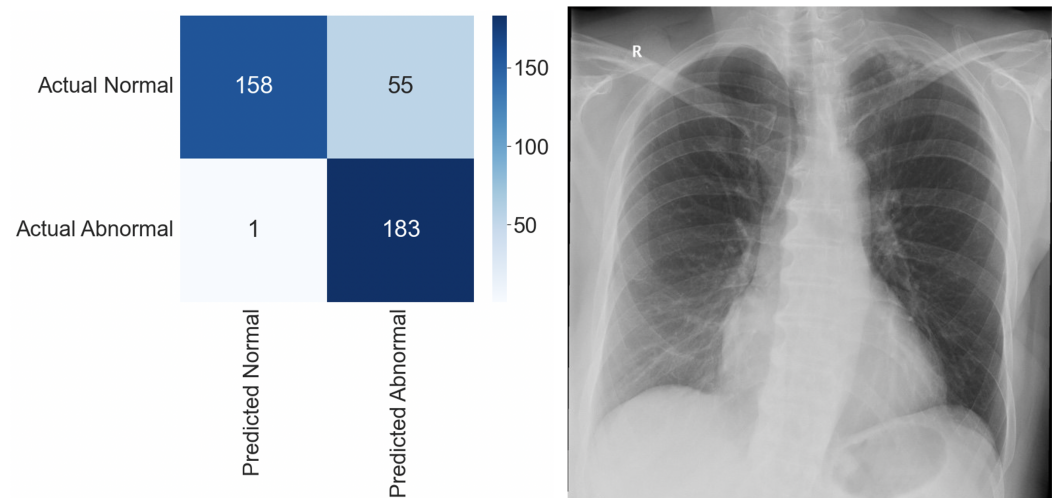 Actual Normal
158
55
Actual Abnormal
1
183
Predicted Normal
Predicted Abnormal
150
100
50
R